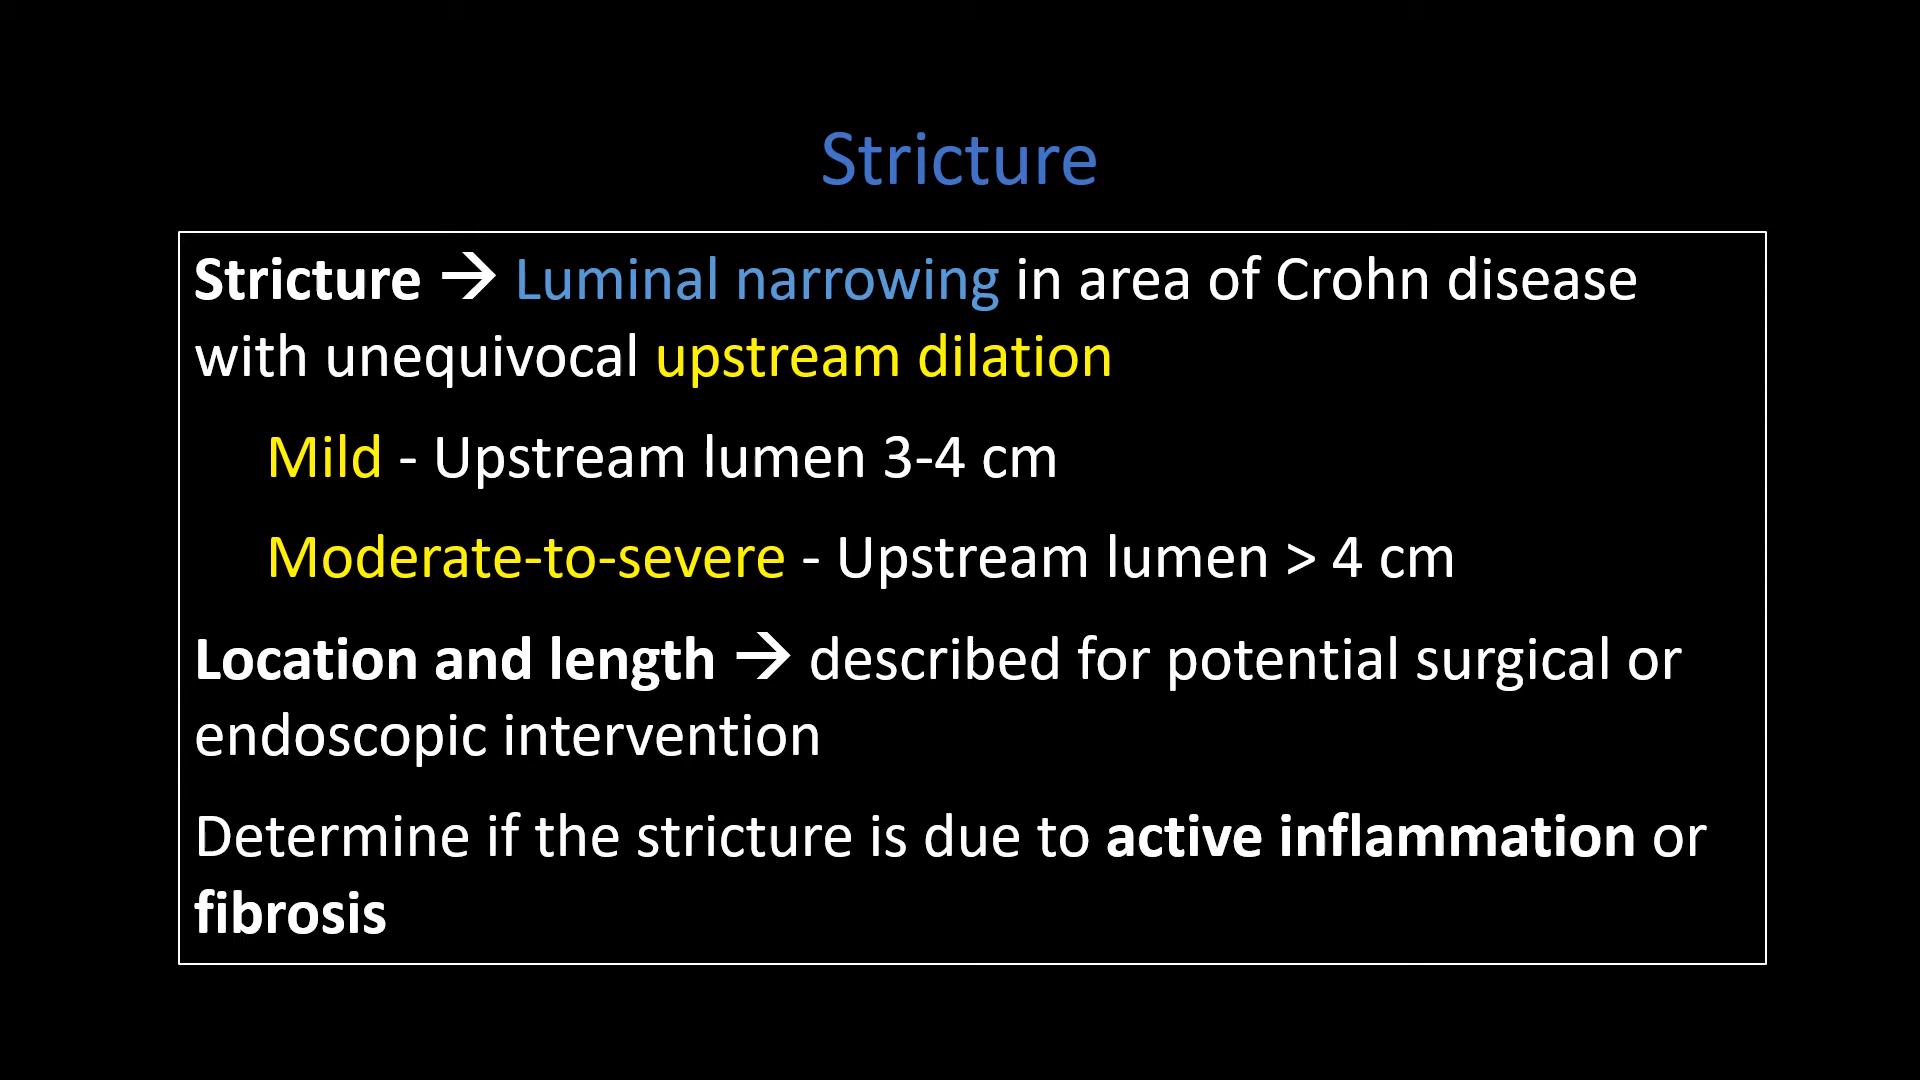 Stricture
Stricture → Luminal narrowing in area of Crohn disease
with unequivocal upstream dilation
Mild - Upstream lumen 3-4 cm
Moderate-to-severe - Upstream lumen > 4 cm
Location and length → described for potential surgical or
endoscopic intervention
Determine if the stricture is due to active inflammation or
fibrosis